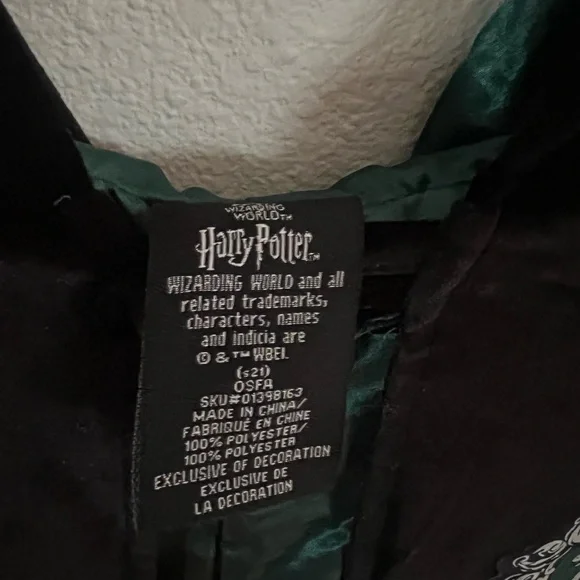 WIZARDING
WORLD™
Harry Potter™
WIZARDING WORLD and all
related trademarks,
characters, names
and indicia are
© & ™ WBEI.
(s21)
OSFA
SKU#01398163
MADE IN CHINA/
FABRIQUÉ EN CHINE
100% POLYESTER/
100% POLYESTER
EXCLUSIVE OF DECORATION
EXCLUSIVE DE
LA DECORATION